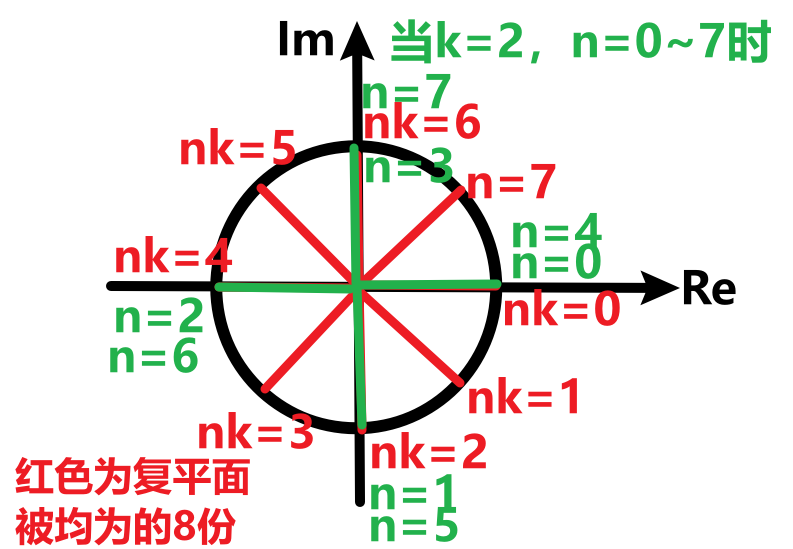 Im
当k=2，n=0~7时
n=7
nk=6
n=3
nk=5
n=7
nk=4
n=4
n=0
Re
nk=0
n=2
n=6
nk=1
nk=3
nk=2
n=1
n=5
红色为复平面
被均为的8份